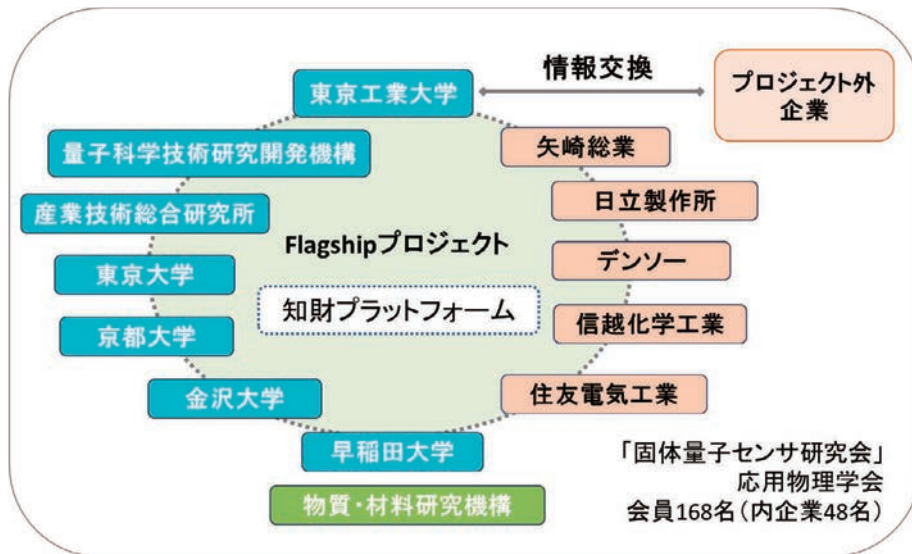 東京工業大学
情報交換
プロジェクト外
企業
量子科学技術研究開発機構
矢崎総業
産業技術総合研究所
日立製作所
Flagshipプロジェクト
東京大学
デンソー
知財プラットフォーム
京都大学
信越化学工業
金沢大学
住友電気工業
早稲田大学
物質・材料研究機構
「固体量子センサ研究会」
応用物理学会
会員168名(内企業48名)